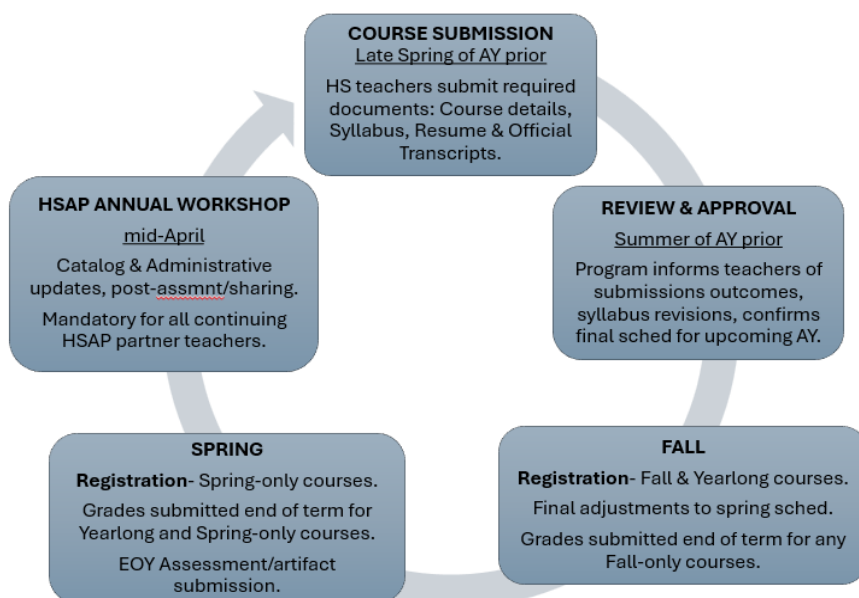 COURSE SUBMISSION
Late Spring of AY prior
HS teachers submit required
documents: Course details,
Syllabus, Resume & Official
Transcripts.
REVIEW & APPROVAL
Summer of AY prior
Program informs teachers of
submissions outcomes,
syllabus revisions, confirms
final sched for upcoming AY.
FALL
Registration- Fall & Yearlong courses.
Final adjustments to spring sched.
Grades submitted end of term for any
Fall-only courses.
SPRING
Registration- Spring-only courses.
Grades submitted end of term for
Yearlong and Spring-only courses.
EOY Assessment/artifact
submission.
HSAP ANNUAL WORKSHOP
mid-April
Catalog & Administrative
updates, post-assmnt/sharing.
Mandatory for all continuing
HSAP partner teachers.